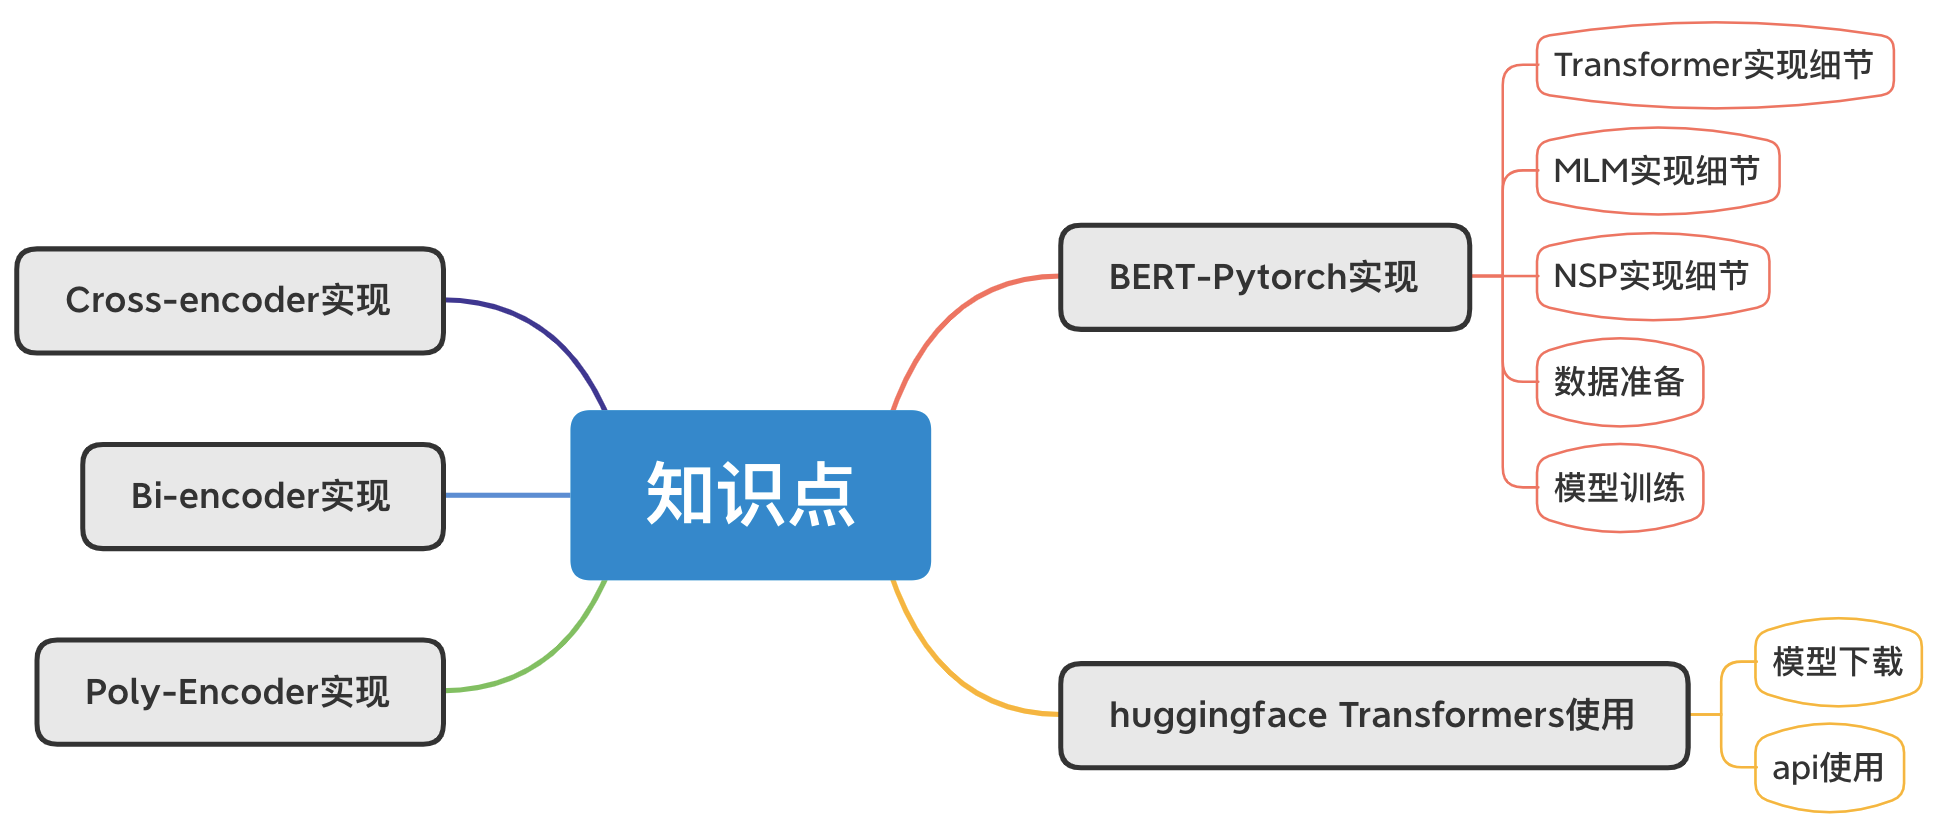 知识点
BERT-Pytorch实现
Transformer实现细节
MLM实现细节
NSP实现细节
数据准备
模型训练
huggingface Transformers使用
模型下载
api使用
Cross-encoder实现
Bi-encoder实现
Poly-Encoder实现